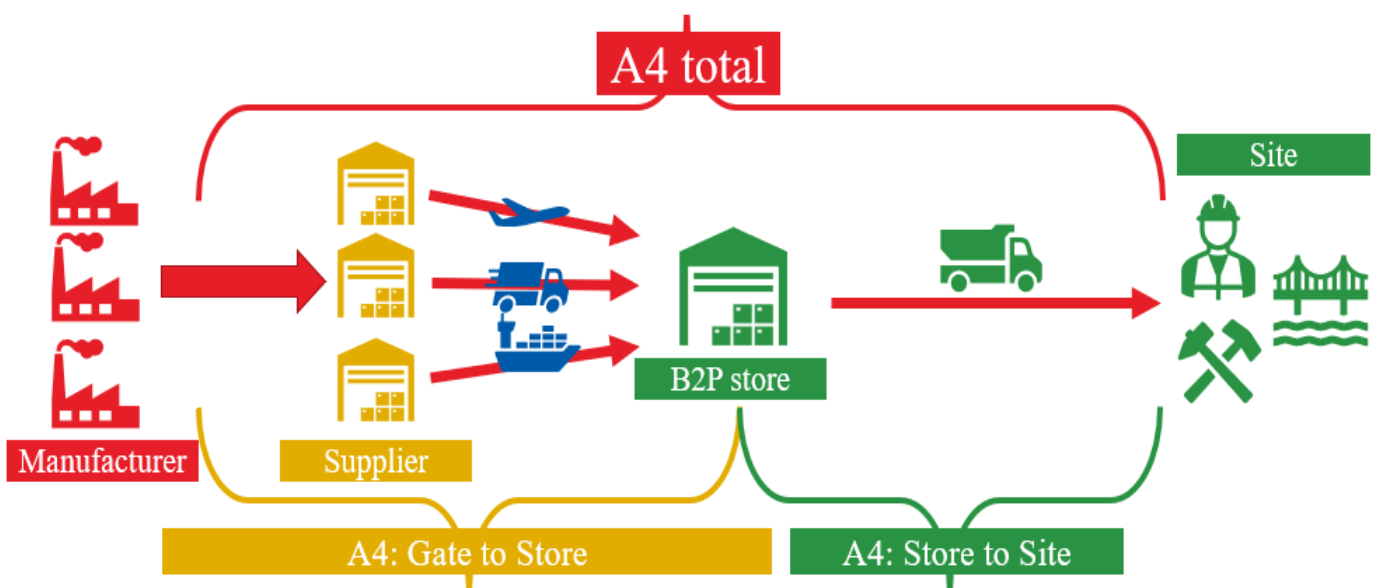 A4 total
Site
B2P store
Manufacturer
Supplier
A4: Gate to Store
A4: Store to Site